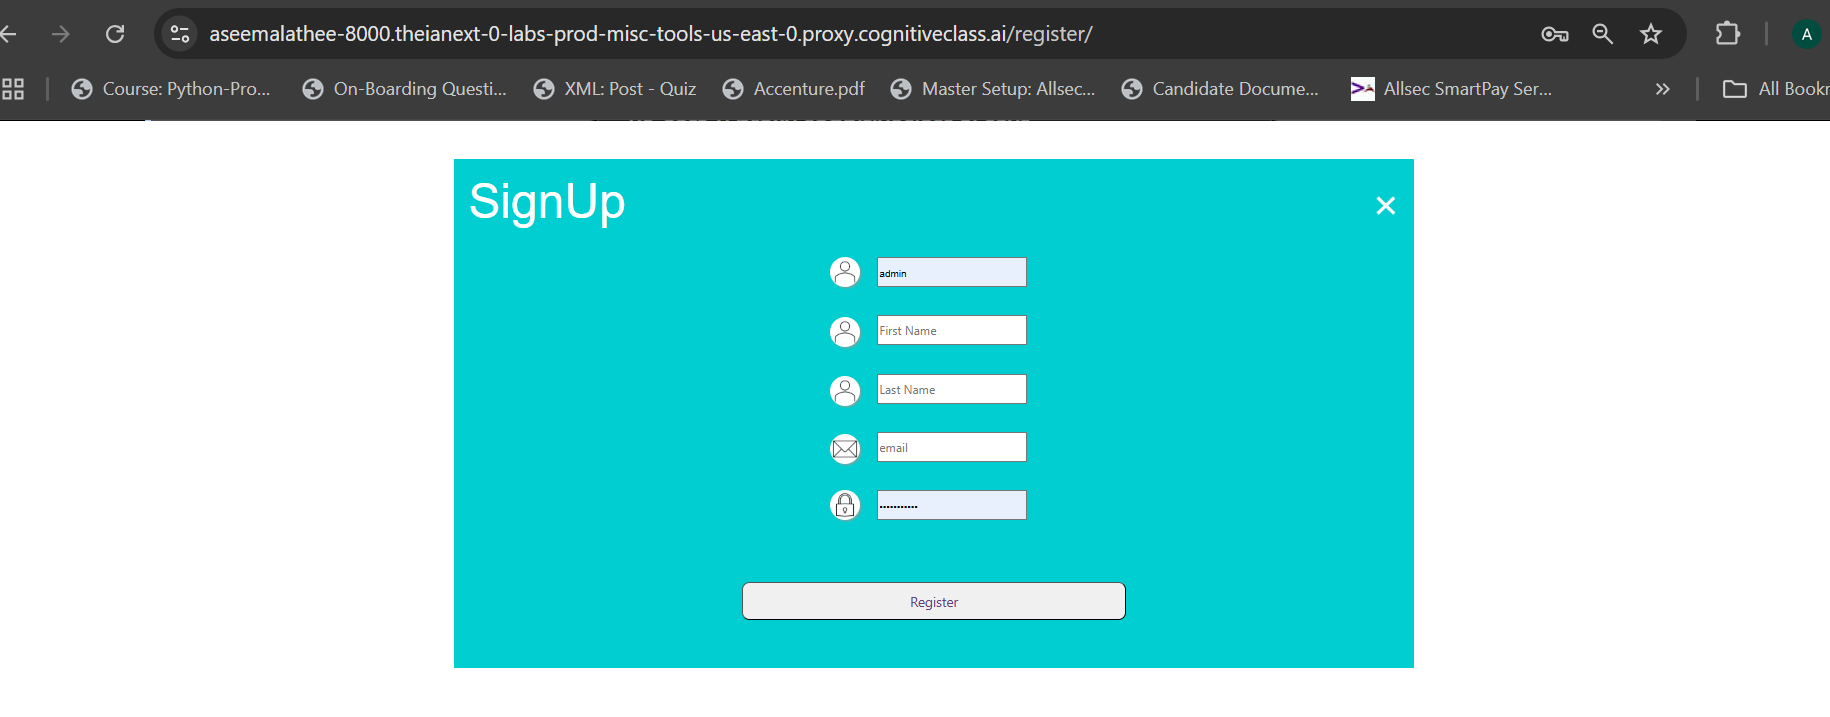 aseemalathee-8000.theianext-0-labs-prod-misc-tools-us-east-0.proxy.cognitiveclass.ai/register/
A
Course: Python-Pro...
On-Boarding Questi...
XML: Post - Quiz
Accenture.pdf
Master Setup: Allsec...
Candidate Docume...
Allsec SmartPay Ser...
»
All Bookr
SignUp
×
admin
First Name
Last Name
email
Register